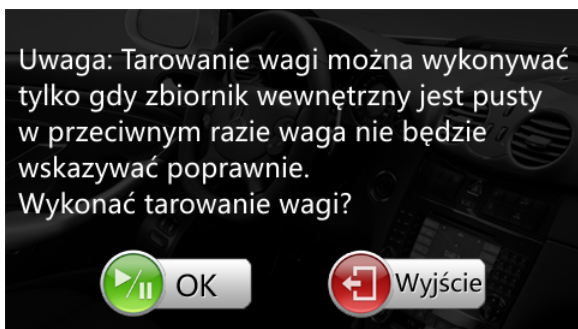 Uwaga: Tarowanie wagi można wykonywać
tylko gdy zbiornik wewnętrzny jest pusty
w przeciwnym razie waga nie będzie
wskazywać poprawnie.
Wykonać tarowanie wagi?
OK
Wyjście